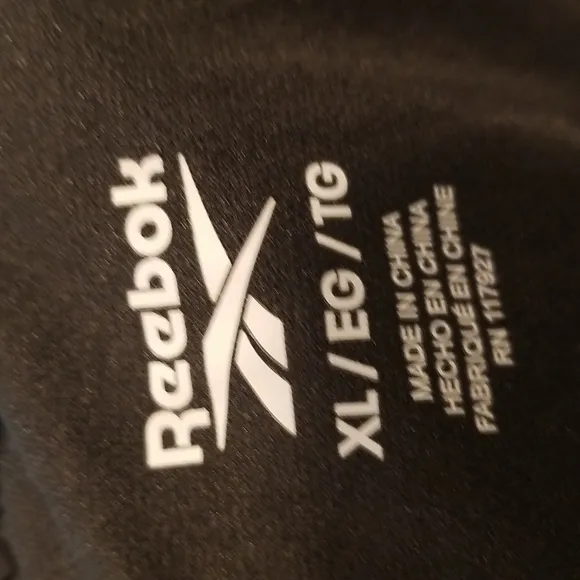 Reebok
XL / EG / TG
MADE IN CHINA
HECHO EN CHINA
FABRIQUÉ EN CHINE
RN 117927